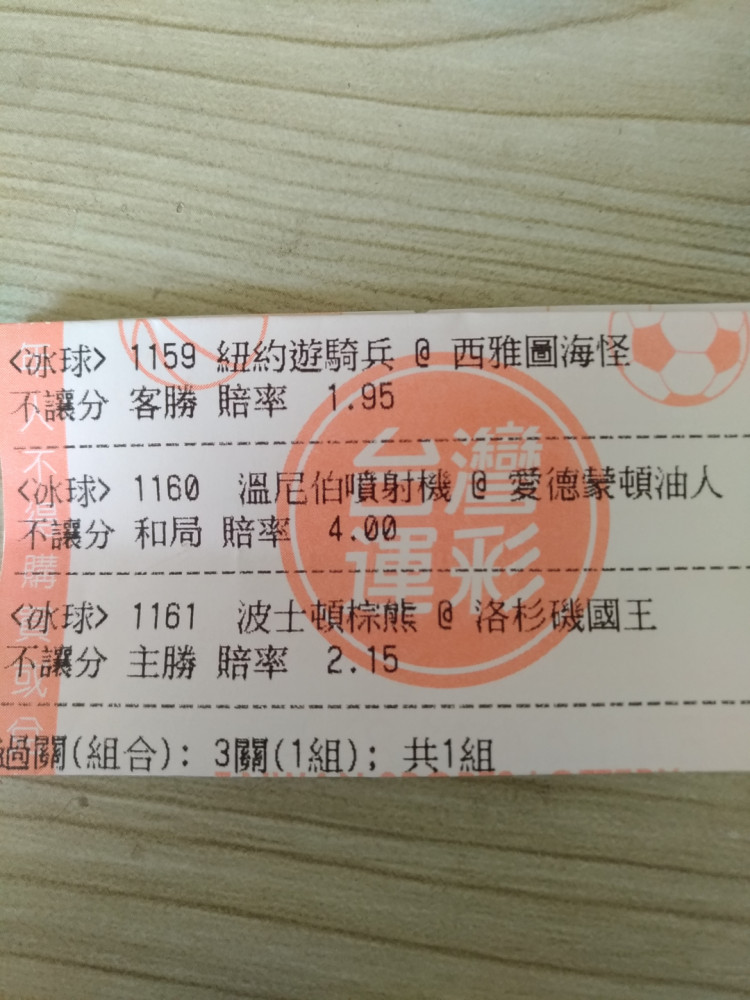 <冰球> 1159 紐約遊騎兵 @ 西雅圖海怪
不讓分 客勝 賠率 1.95
<冰球> 1160 溫尼伯噴射機 @ 愛德蒙頓油人
不讓分 和局 賠率 4.00
<冰球> 1161 波士頓棕熊 @ 洛杉磯國王
不讓分 主勝 賠率 2.15
過關(組合): 3關(1組); 共1組
台灣
運彩